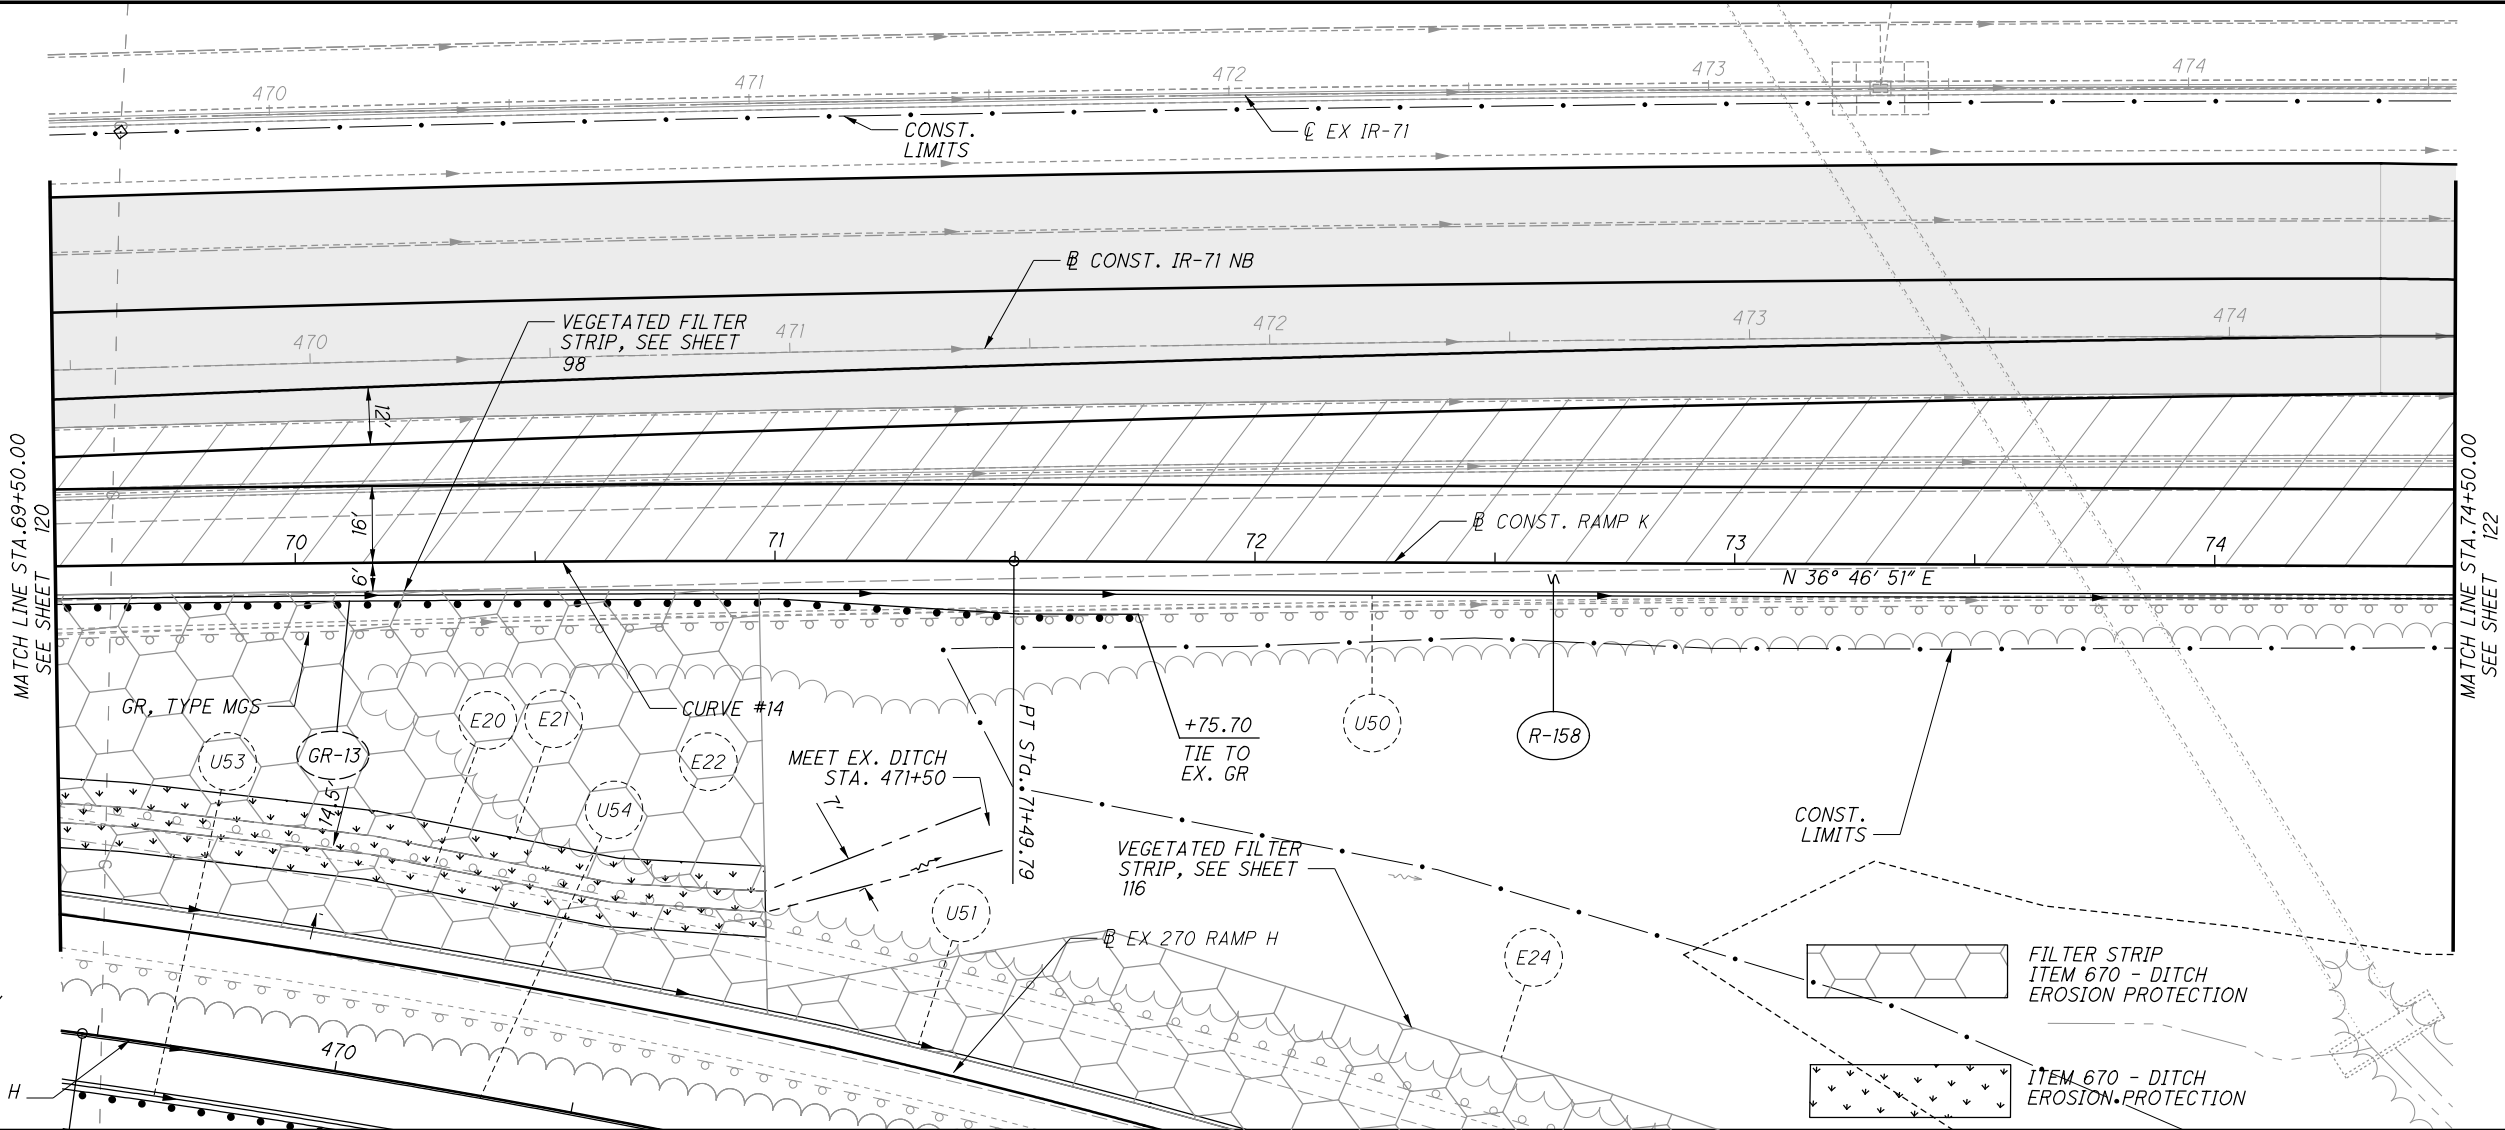 470
471
472
473
474
CONST.
LIMITS
℄ EX IR-71
BL CONST. IR-71 NB
VEGETATED FILTER
STRIP, SEE SHEET
98
470
471
472
473
474
12'
16'
6'
70
71
72
73
74
BL CONST. RAMP K
N 36° 46' 51" E
MATCH LINE STA.69+50.00
SEE SHEET 120
MATCH LINE STA.74+50.00
SEE SHEET 122
GR, TYPE MGS
CURVE #14
E20
E21
E22
U53
GR-13
U54
14.5'
MEET EX. DITCH
STA. 471+50
7'
PT Sta. 71+49.79
+75.70
TIE TO
EX. GR
U50
R-158
CONST.
LIMITS
VEGETATED FILTER
STRIP, SEE SHEET
116
U51
BL EX 270 RAMP H
E24
FILTER STRIP
ITEM 670 - DITCH
EROSION PROTECTION
ITEM 670 - DITCH
EROSION PROTECTION
470
H